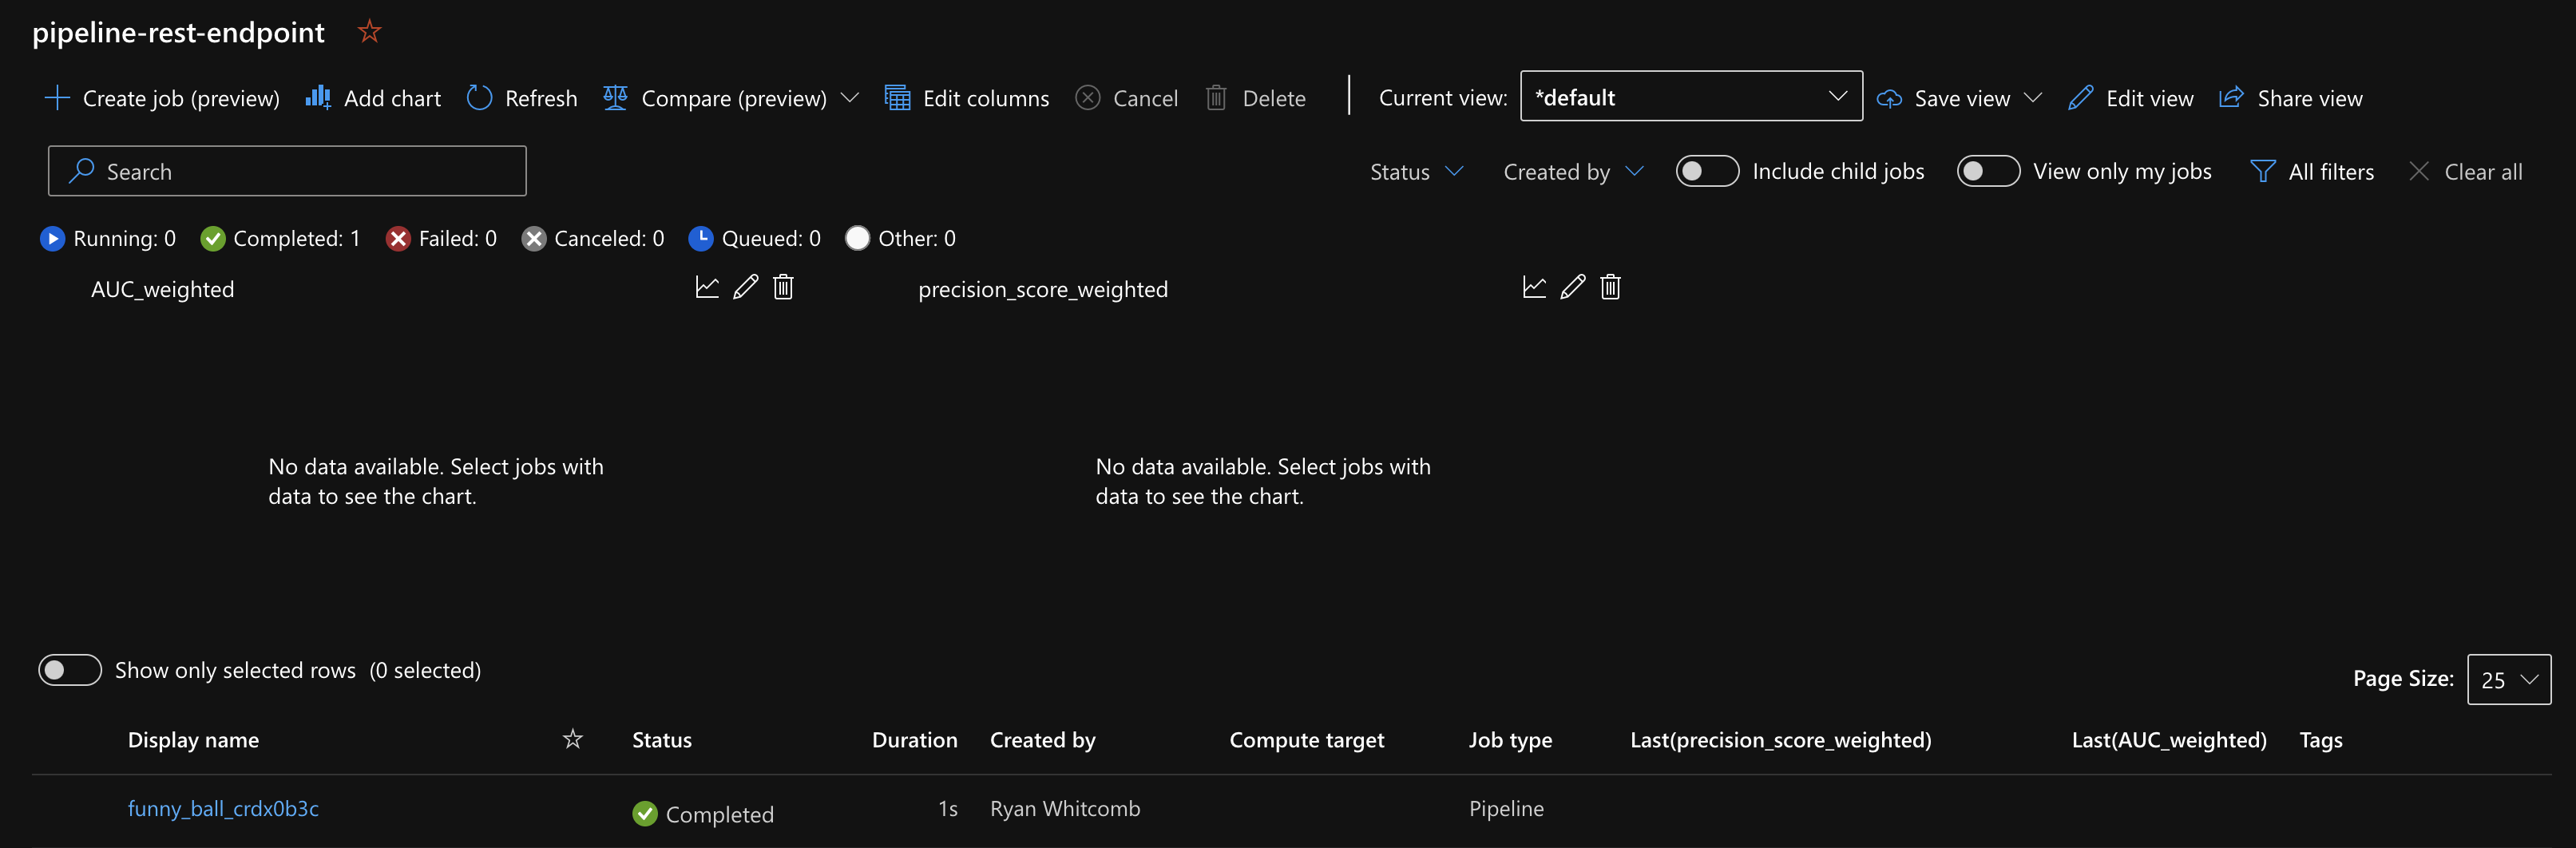 pipeline-rest-endpoint
Create job (preview) Add chart Refresh Compare (preview) Edit columns Cancel Delete Current view: *default Save view Edit view Share view
Search Status Created by Include child jobs View only my jobs All filters Clear all
Running: 0 Completed: 1 Failed: 0 Canceled: 0 Queued: 0 Other: 0
AUC_weighted precision_score_weighted
No data available. Select jobs with
data to see the chart.
No data available. Select jobs with
data to see the chart.
Show only selected rows (0 selected) Page Size: 25
Display name Status Duration Created by Compute target Job type Last(precision_score_weighted) Last(AUC_weighted) Tags
funny_ball_crdx0b3c Completed 1s Ryan Whitcomb Pipeline